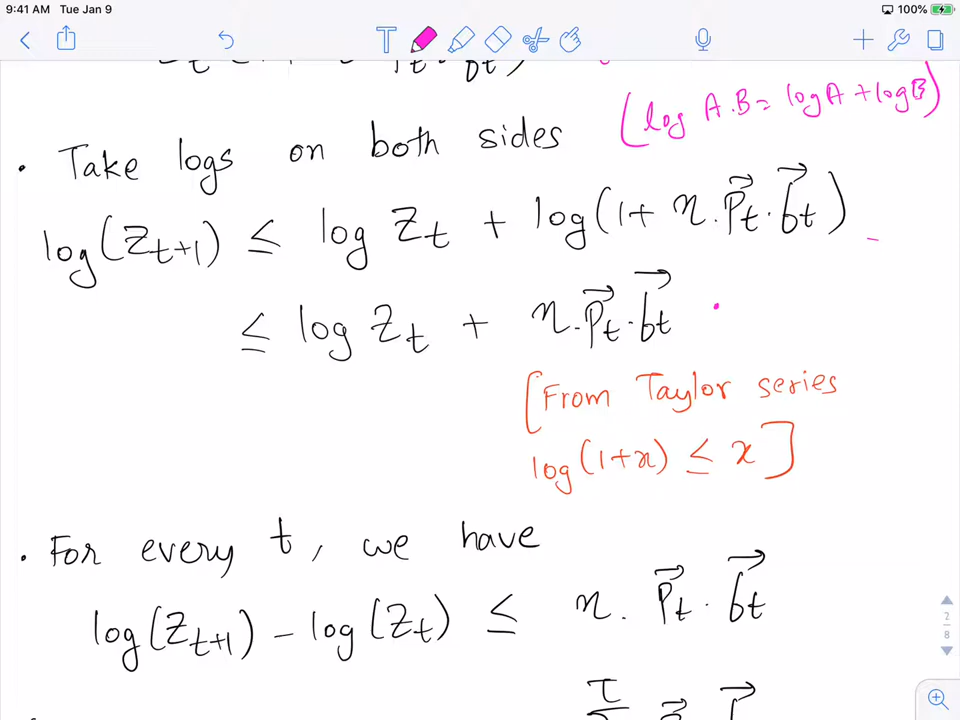 9:41 AM Tue Jan 9
100%
(log A.B = log A + log B)
• Take logs on both sides
log(Z_{t+1}) ≤ log Z_t + log(1 + η. p⃗_t . b⃗_t)
≤ log Z_t + η. p⃗_t . b⃗_t
[From Taylor series
log(1+x) ≤ x]
• For every t, we have
log(Z_{t+1}) – log(Z_t) ≤ η. p⃗_t . b⃗_t
2
8